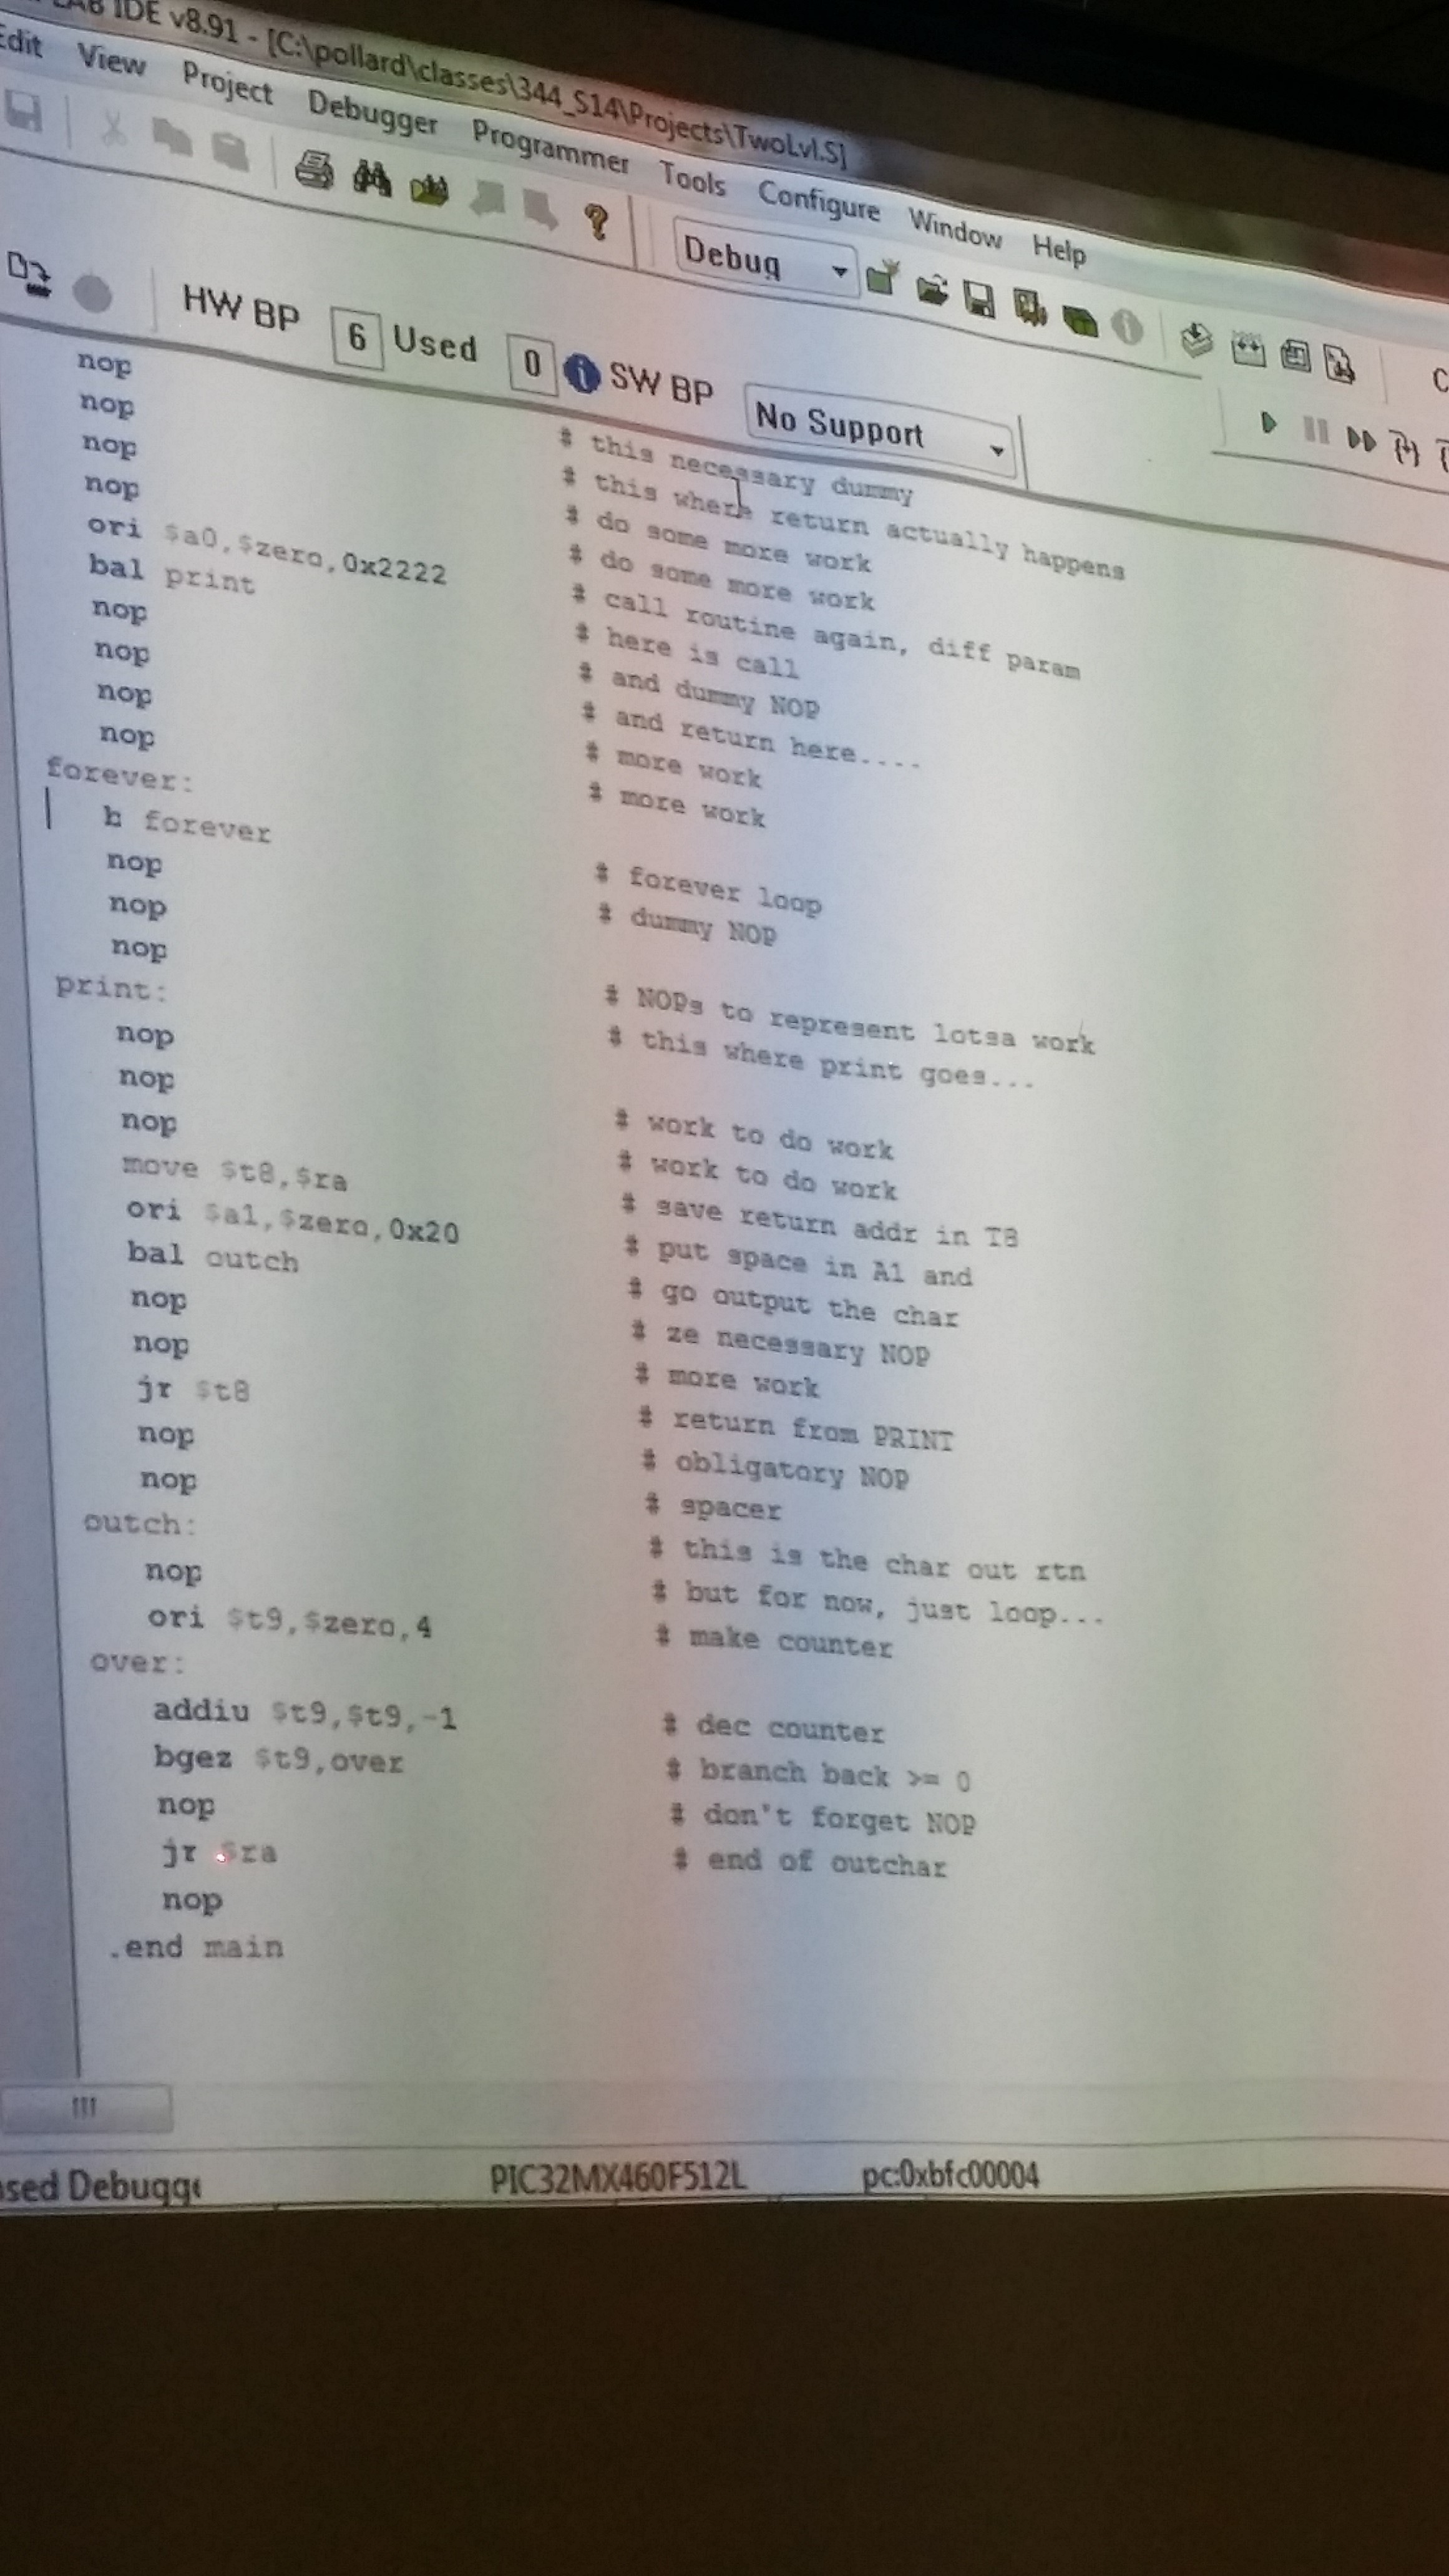 LAB IDE v8.91 - [C:\pollard\classes\344_S14\Projects\TwoLvl.S]
Edit View Project Debugger Programmer Tools Configure Window Help
Debug
HW BP 6 Used 0 SW BP No Support
nop # this necessary dummy
nop # this where return actually happens
nop # do some more work
nop # do some more work
ori $a0,$zero,0x2222 # call routine again, diff param
bal print # here is call
nop # and dummy NOP
nop # and return here....
nop # more work
nop # more work
forever:
b forever # forever loop
nop # dummy NOP
nop
nop # NOPs to represent lotsa work
print: # this where print goes...
nop
nop # work to do work
nop # work to do work
move $t8,$ra # save return addr in T8
ori $a1,$zero,0x20 # put space in A1 and
bal outch # go output the char
nop # ze necessary NOP
nop # more work
jr $t8 # return from PRINT
nop # obligatory NOP
nop # spacer
outch: # this is the char out rtn
nop # but for now, just loop...
ori $t9,$zero,4 # make counter
over:
addiu $t9,$t9,-1 # dec counter
bgez $t9,over # branch back >= 0
nop # don't forget NOP
jr $ra # end of outchar
nop
.end main
PIC32MX460F512L pc:0xbfc00004